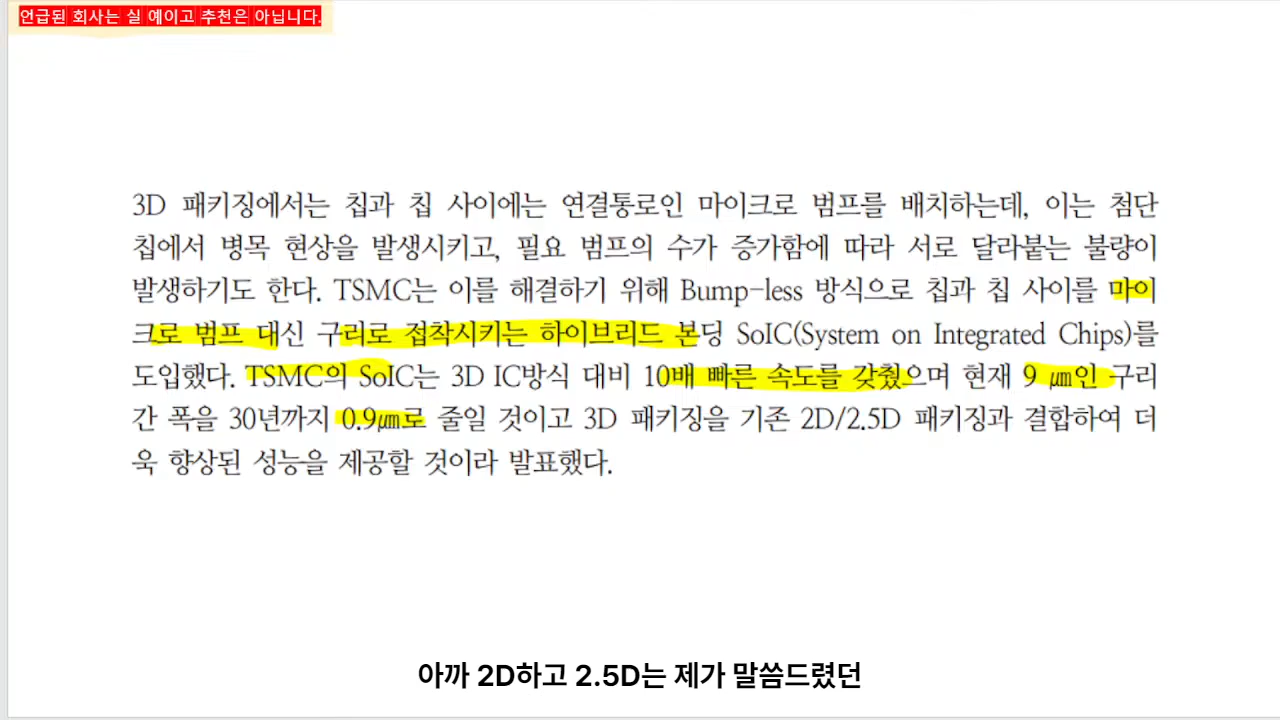 언급된 회사는 실 예이고 추천은 아닙니다.
3D 패키징에서는 칩과 칩 사이에는 연결통로인 마이크로 범프를 배치하는데, 이는 첨단
칩에서 병목 현상을 발생시키고, 필요 범프의 수가 증가함에 따라 서로 달라붙는 불량이
발생하기도 한다. TSMC는 이를 해결하기 위해 Bump-less 방식으로 칩과 칩 사이를 마이
크로 범프 대신 구리로 접착시키는 하이브리드 본딩 SoIC(System on Integrated Chips)를
도입했다. TSMC의 SoIC는 3D IC방식 대비 10배 빠른 속도를 갖췄으며 현재 9 ㎛인 구리
간 폭을 30년까지 0.9㎛로 줄일 것이고 3D 패키징을 기존 2D/2.5D 패키징과 결합하여 더
욱 향상된 성능을 제공할 것이라 발표했다.
아까 2D하고 2.5D는 제가 말씀드렸던